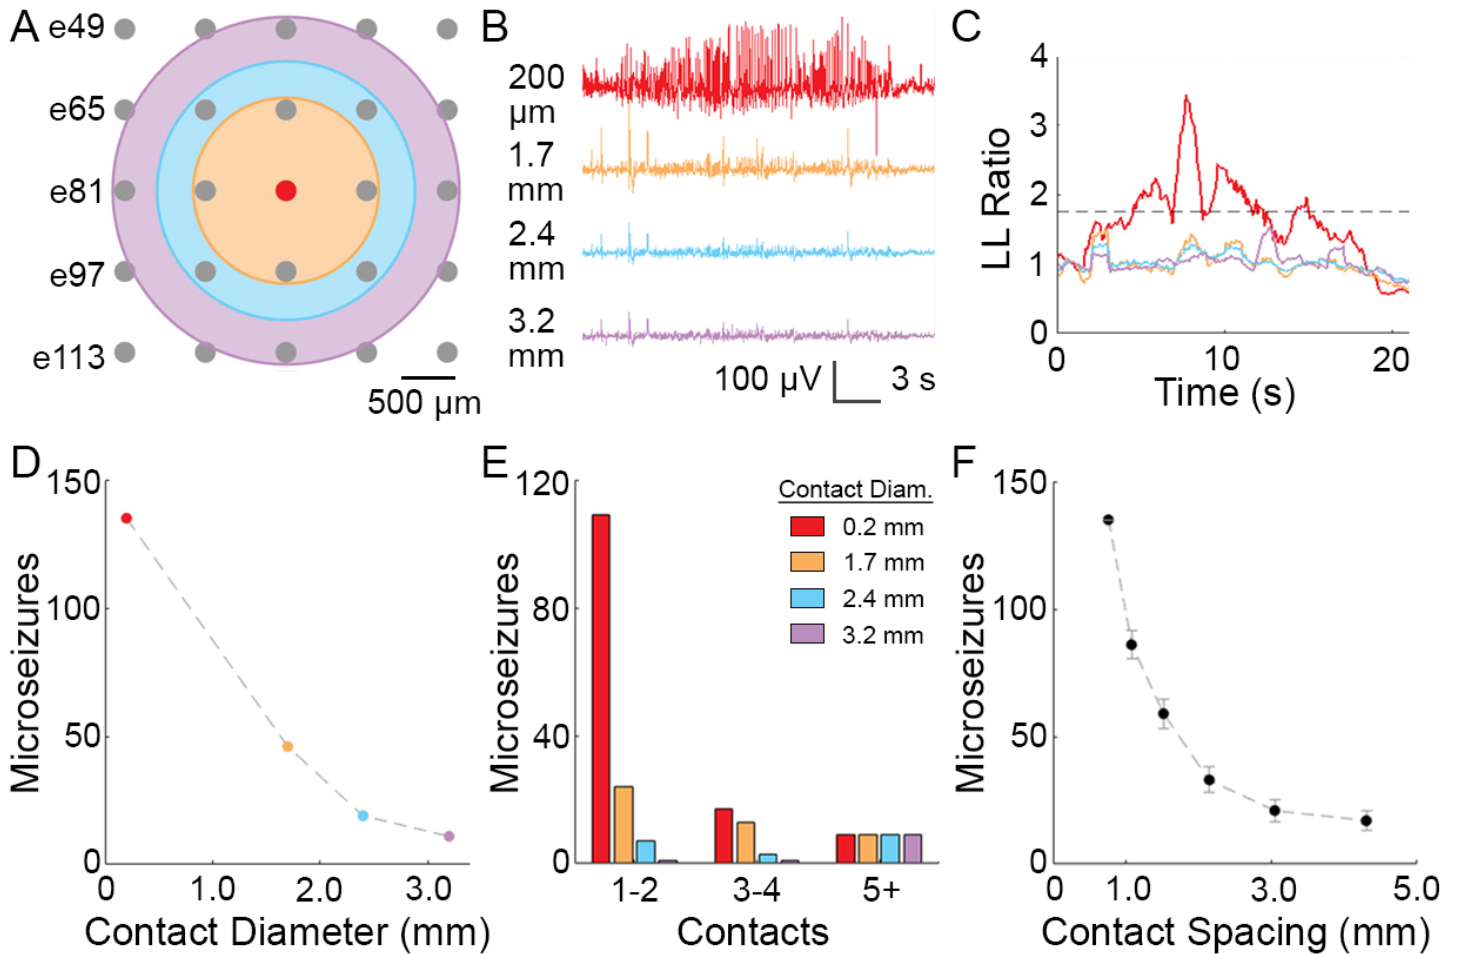 A
e49
e65
e81
e97
e113
500 µm
B
200
µm
1.7
mm
2.4
mm
3.2
mm
100 µV
3 s
C
4
3
2
1
0
LL Ratio
0
10
20
Time (s)
D
150
100
50
0
Microseizures
0
1.0
2.0
3.0
Contact Diameter (mm)
E
120
80
40
0
Microseizures
Contact Diam.
0.2 mm
1.7 mm
2.4 mm
3.2 mm
1-2
3-4
5+
Contacts
F
150
100
50
0
Microseizures
0
1.0
3.0
5.0
Contact Spacing (mm)